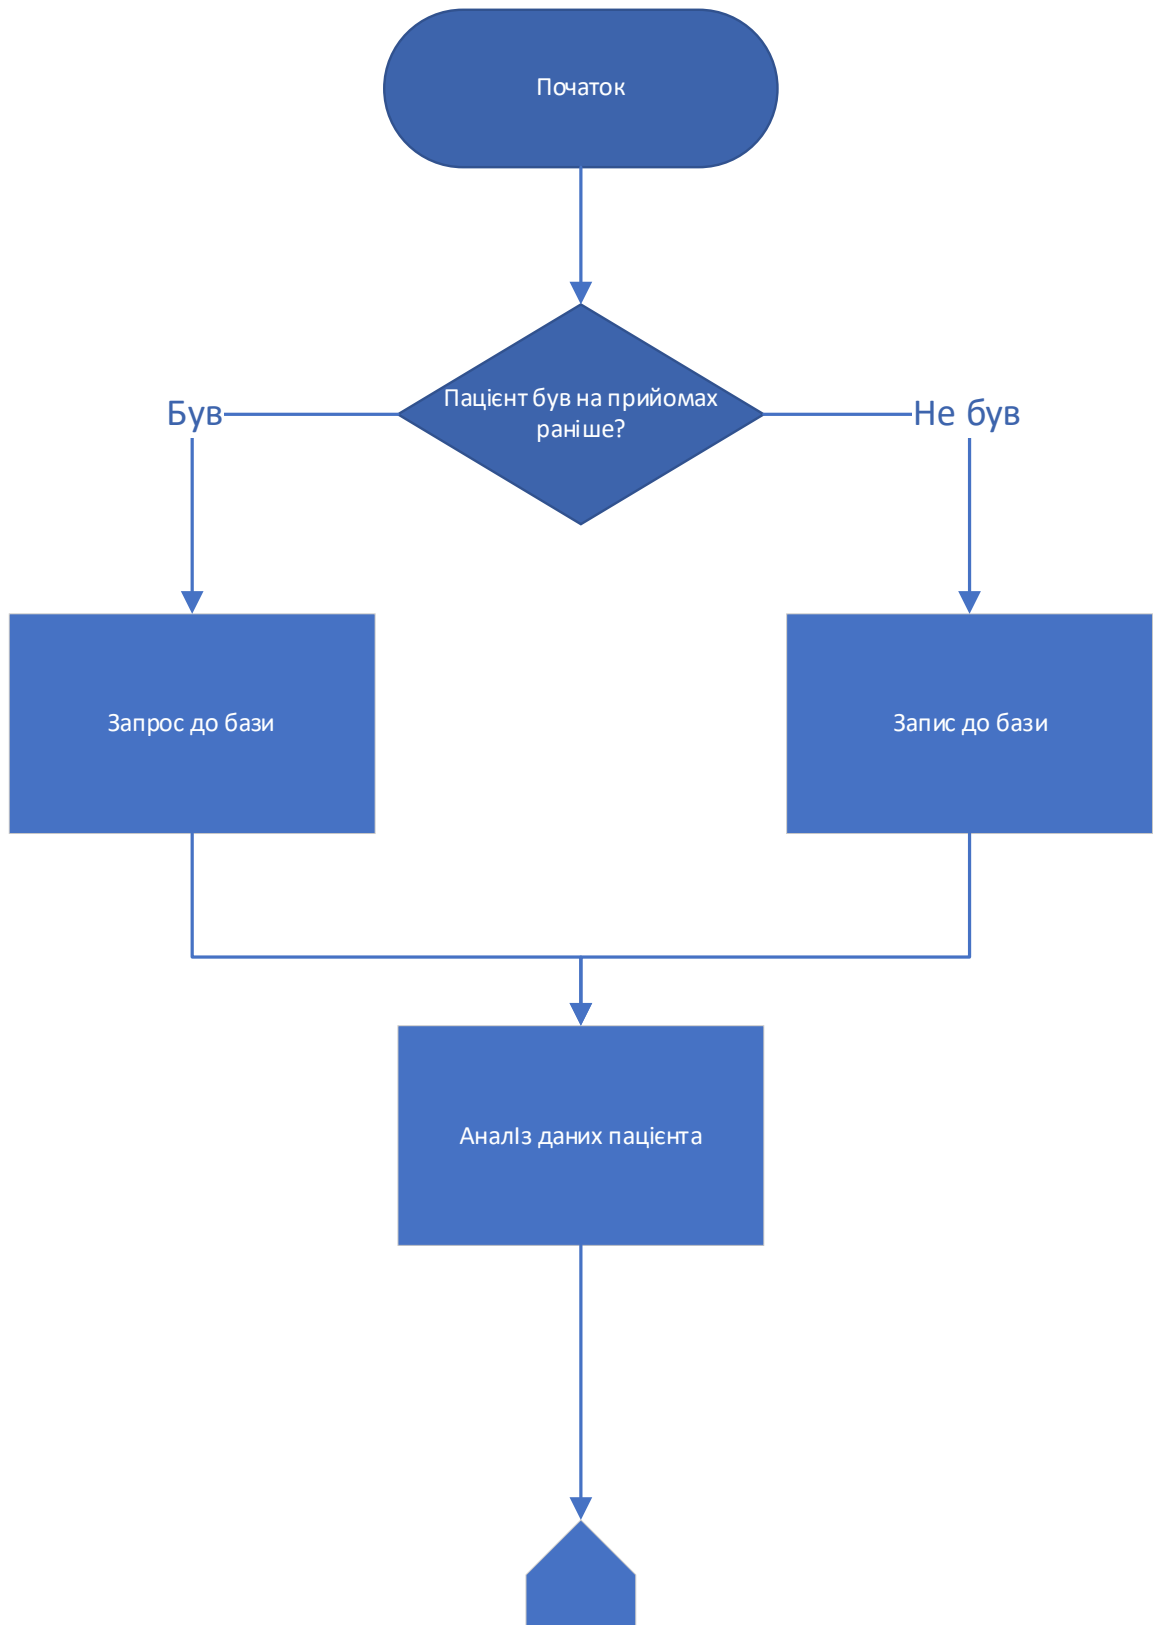 Початок
Пацієнт був на прийомах
раніше?
Був
Не був
Запрос до бази
Запис до бази
АналІз даних пацієнта